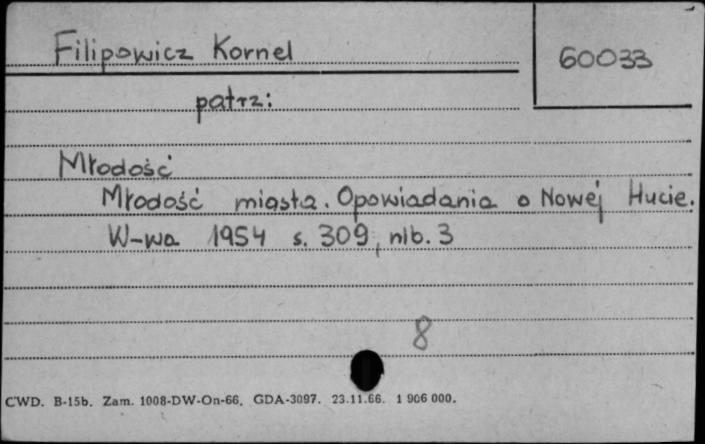 Filipowicz Kornel
60033
patrz:
Młodość
Młodość miasta. Opowiadania o Nowej Hucie.
W-wa 1954 s. 309, nlb. 3
8
CWD. B-15b. Zam. 1008-DW-On-66. GDA-3097. 23.11.66. 1 906 000.